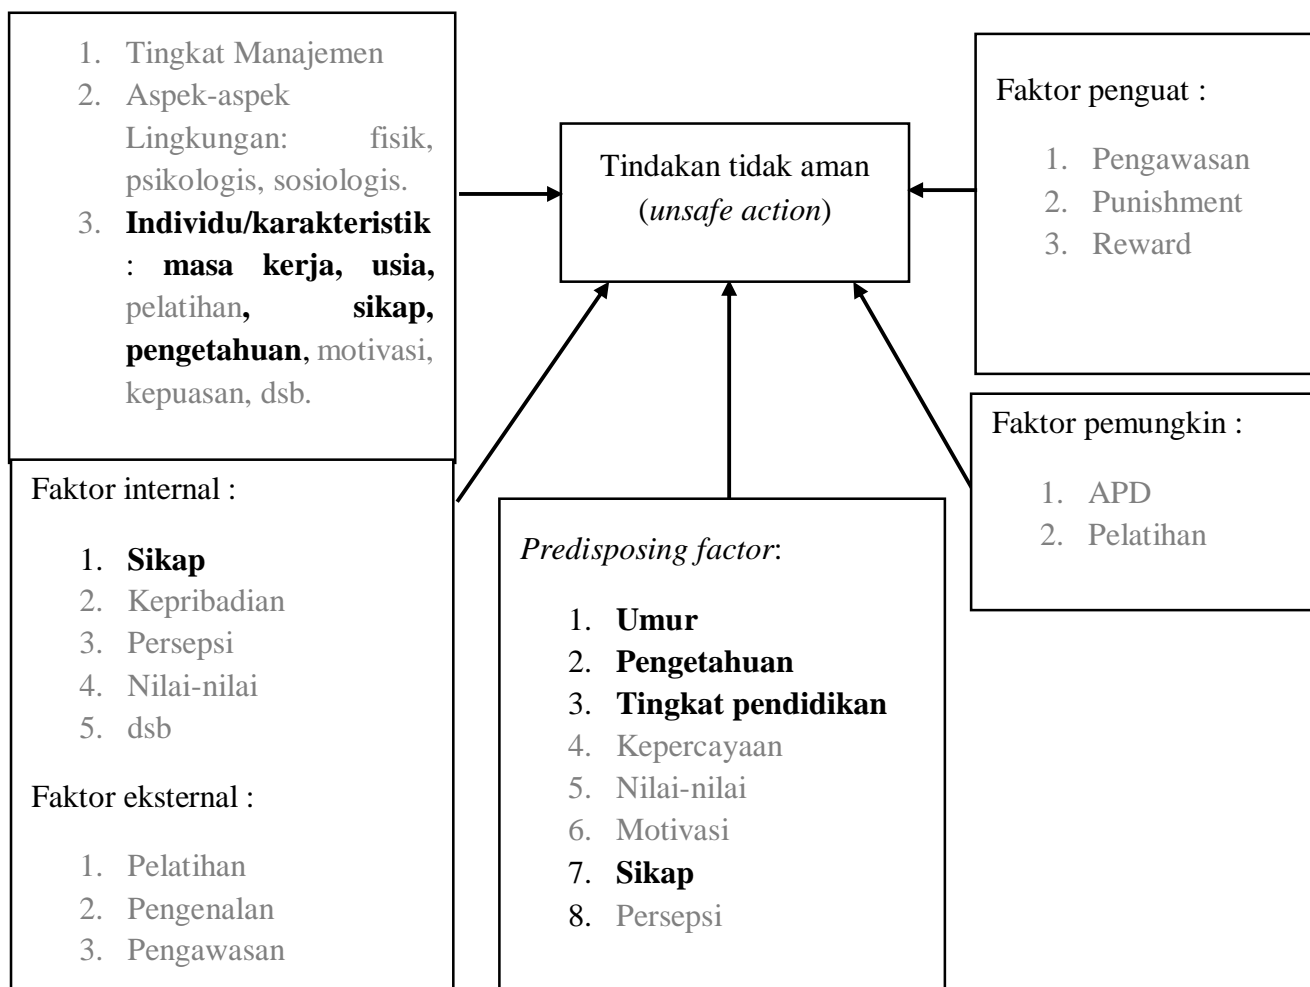 1. Tingkat Manajemen
2. Aspek-aspek
Lingkungan: fisik,
psikologis, sosiologis.
3. Individu/karakteristik
: masa kerja, usia,
pelatihan, sikap,
pengetahuan, motivasi,
kepuasan, dsb.
Tindakan tidak aman
(unsafe action)
Faktor penguat :
1. Pengawasan
2. Punishment
3. Reward
Faktor pemungkin :
1. APD
2. Pelatihan
Faktor internal :
1. Sikap
2. Kepribadian
3. Persepsi
4. Nilai-nilai
5. dsb
Faktor eksternal :
1. Pelatihan
2. Pengenalan
3. Pengawasan
Predisposing factor:
1. Umur
2. Pengetahuan
3. Tingkat pendidikan
4. Kepercayaan
5. Nilai-nilai
6. Motivasi
7. Sikap
8. Persepsi